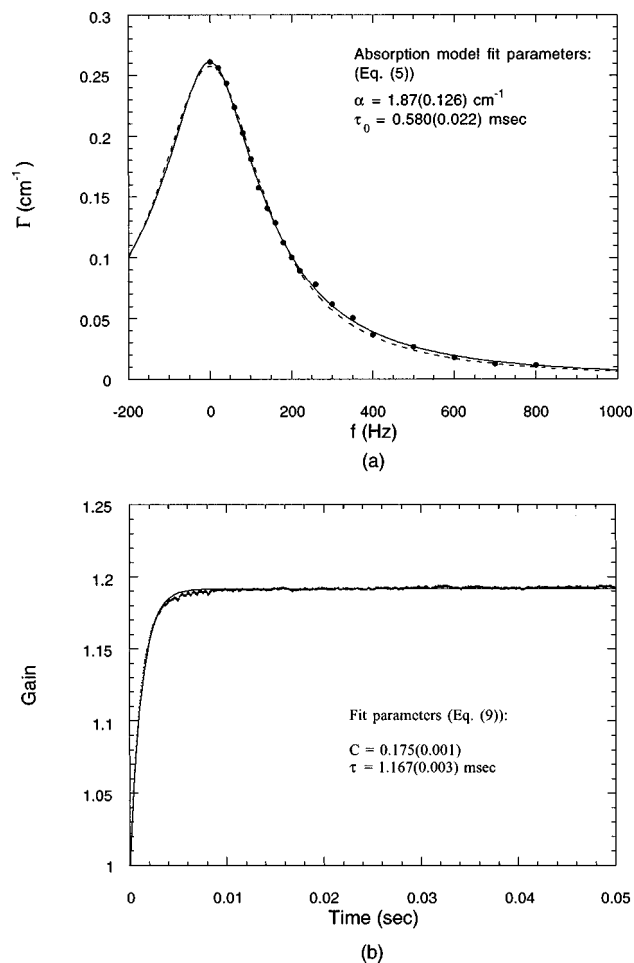 0.3
0.25
0.2
0.15
0.1
0.05
0
Γ (cm⁻¹)
Absorption model fit parameters:
(Eq. (5))
α = 1.87(0.126) cm⁻¹
τ₀ = 0.580(0.022) msec
-200 0 200 400 600 800 1000
f (Hz)
(a)
1.25
1.2
1.15
1.1
1.05
1
Gain
Fit parameters (Eq. (9)):
C = 0.175(0.001)
τ = 1.167(0.003) msec
0 0.01 0.02 0.03 0.04 0.05
Time (sec)
(b)